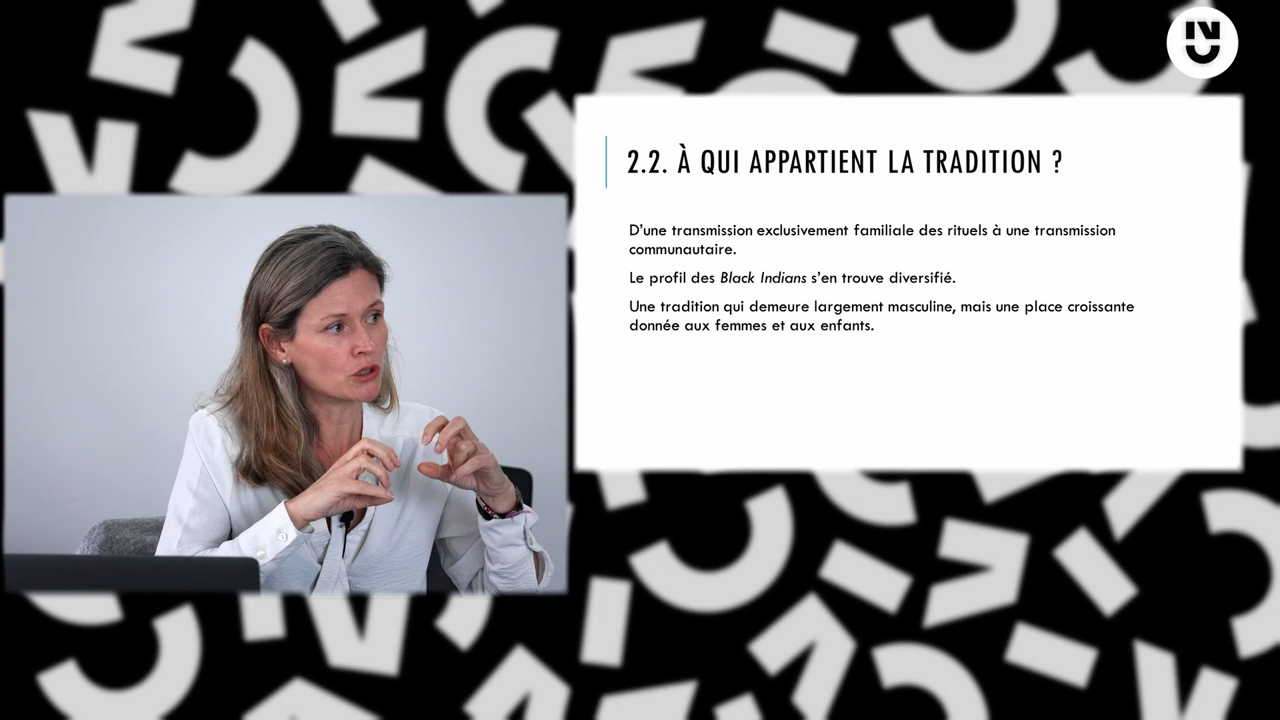 2.2. À QUI APPARTIENT LA TRADITION ?
D'une transmission exclusivement familiale des rituels à une transmission
communautaire.
Le profil des Black Indians s'en trouve diversifié.
Une tradition qui demeure largement masculine, mais une place croissante
donnée aux femmes et aux enfants.